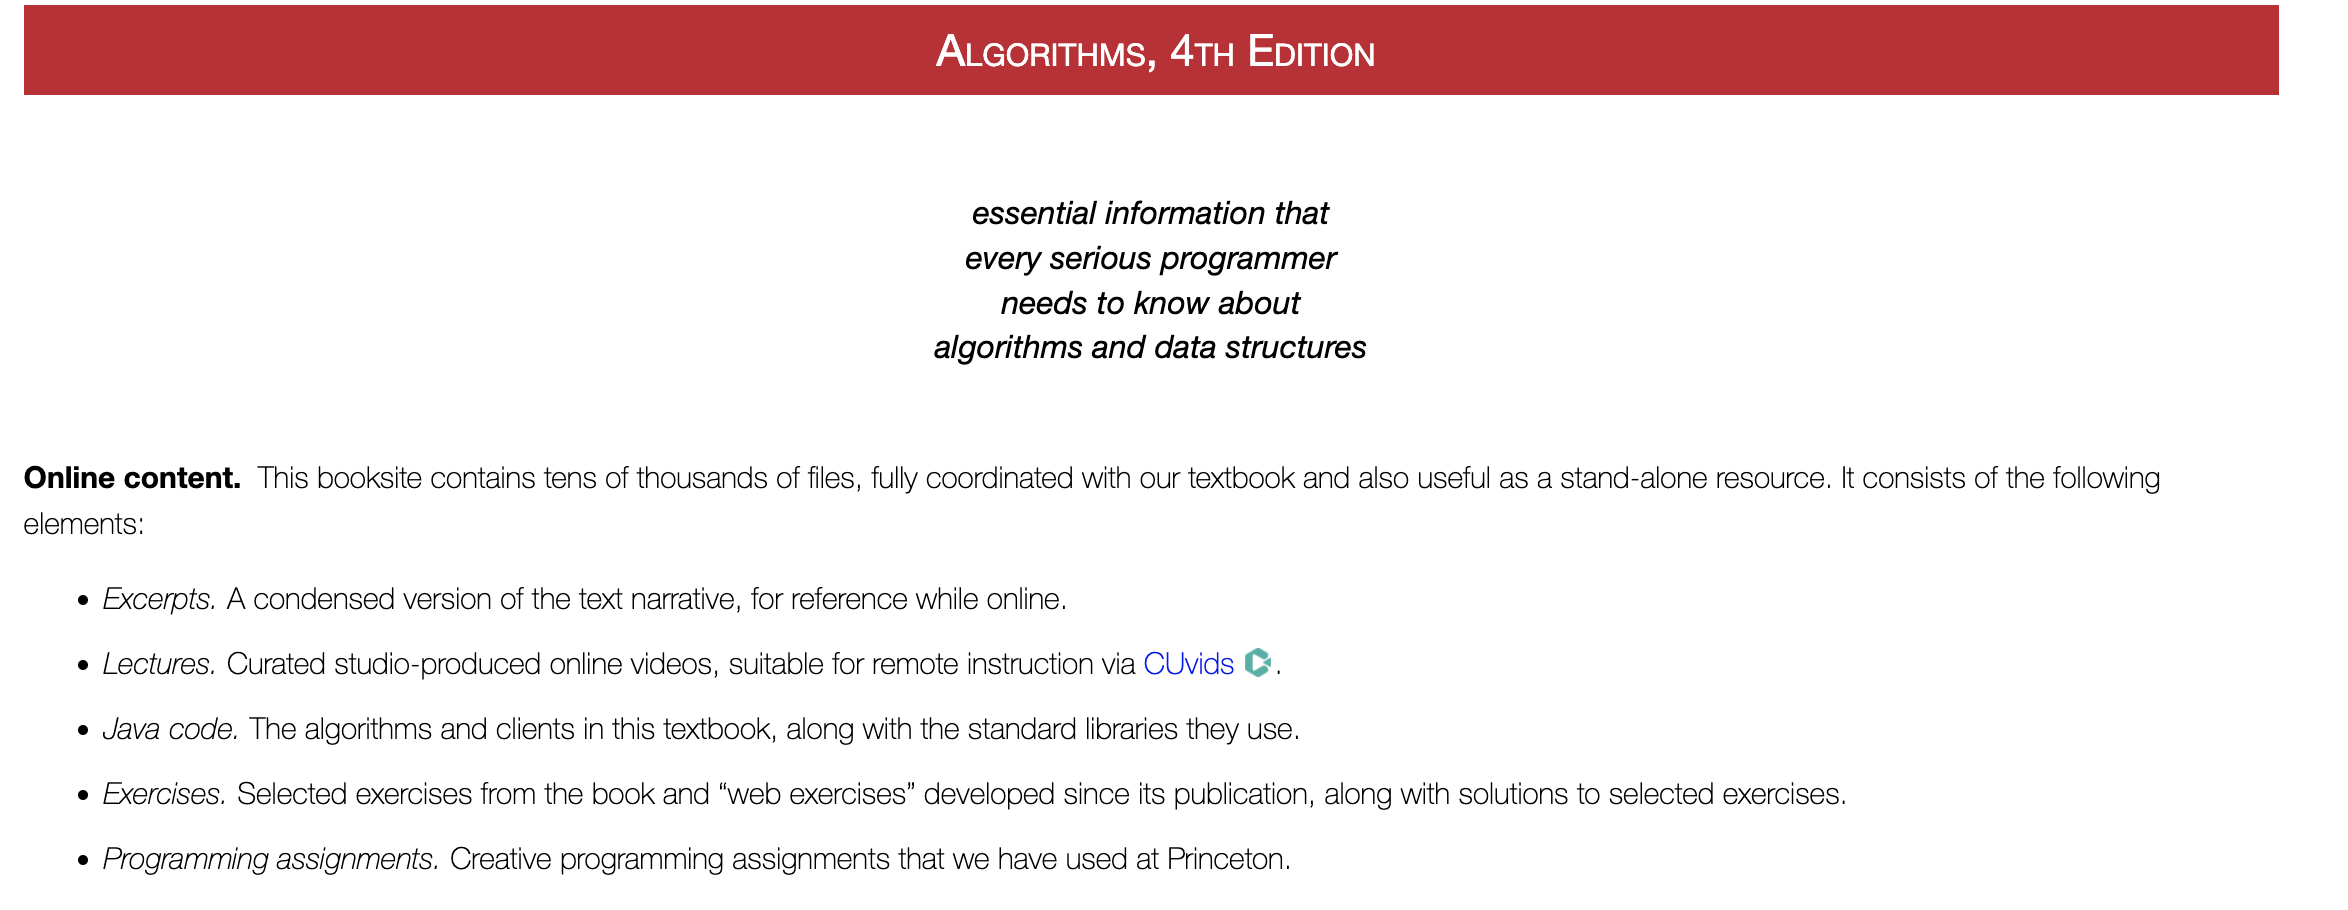 ALGORITHMS, 4TH EDITION
essential information that
every serious programmer
needs to know about
algorithms and data structures
Online content. This booksite contains tens of thousands of files, fully coordinated with our textbook and also useful as a stand-alone resource. It consists of the following
elements:
• Excerpts. A condensed version of the text narrative, for reference while online.
• Lectures. Curated studio-produced online videos, suitable for remote instruction via CUvids.
• Java code. The algorithms and clients in this textbook, along with the standard libraries they use.
• Exercises. Selected exercises from the book and “web exercises” developed since its publication, along with solutions to selected exercises.
• Programming assignments. Creative programming assignments that we have used at Princeton.